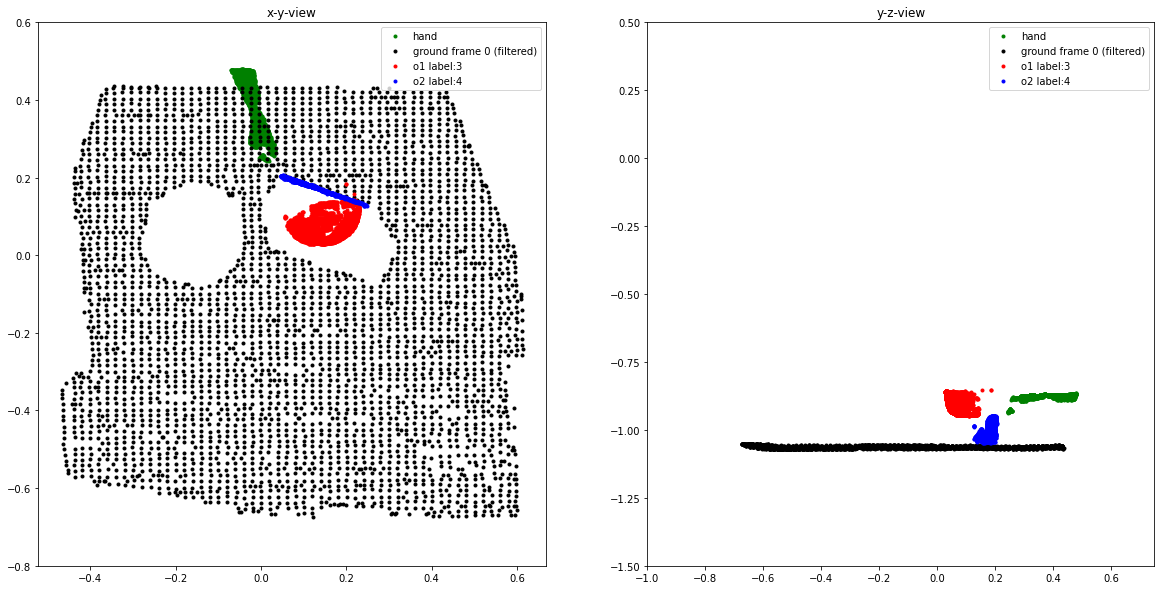 x-y-view
0.6
0.4
0.2
0.0
−0.2
−0.4
−0.6
−0.8
−0.4 −0.2 0.0 0.2 0.4 0.6
hand
ground frame 0 (filtered)
o1 label:3
o2 label:4
y-z-view
0.50
0.25
0.00
−0.25
−0.50
−0.75
−1.00
−1.25
−1.50
−1.0 −0.8 −0.6 −0.4 −0.2 0.0 0.2 0.4 0.6
hand
ground frame 0 (filtered)
o1 label:3
o2 label:4